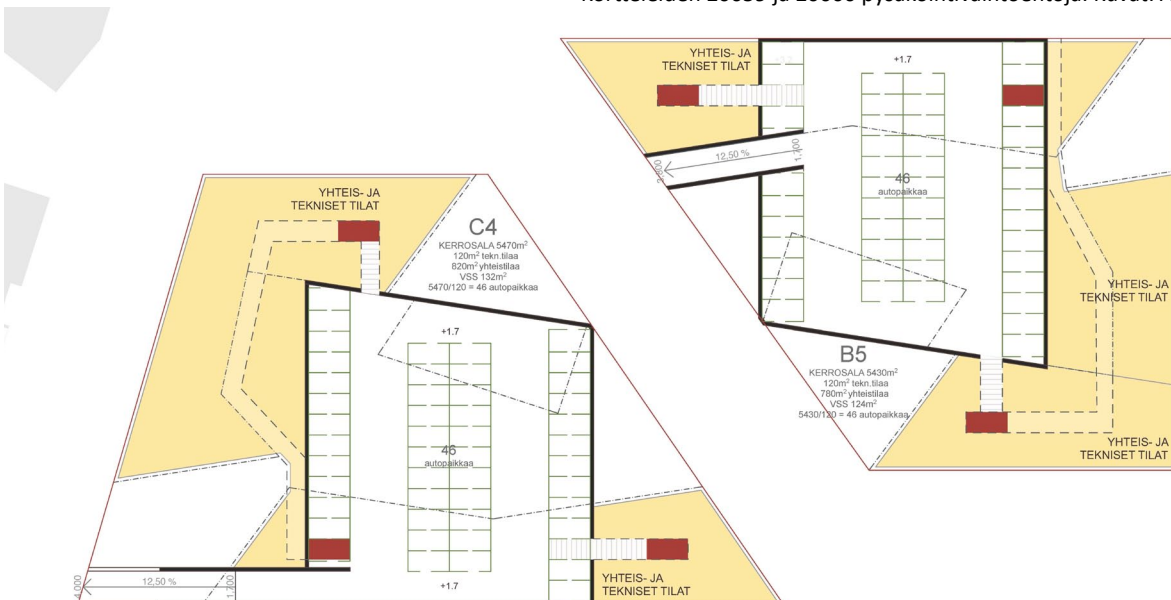 YHTEIS- JA
TEKNISET TILAT
+1.7
12,50 %
1.700
46
autopaikkaa
YHTEIS- JA
TEKNISET TILAT
B5
KERROSALA 5430m²
120m² tekn.tilaa
780m² yhteistilaa
VSS 124m²
5430/120 = 46 autopaikkaa
YHTEIS- JA
TEKNISET TILAT
YHTEIS- JA
TEKNISET TILAT
C4
KERROSALA 5470m²
120m² tekn.tilaa
820m² yhteistilaa
VSS 132m²
5470/120 = 46 autopaikkaa
+1.7
46
autopaikkaa
12,50 %
4.000
1.700
+1.7
YHTEIS- JA
TEKNISET TILAT